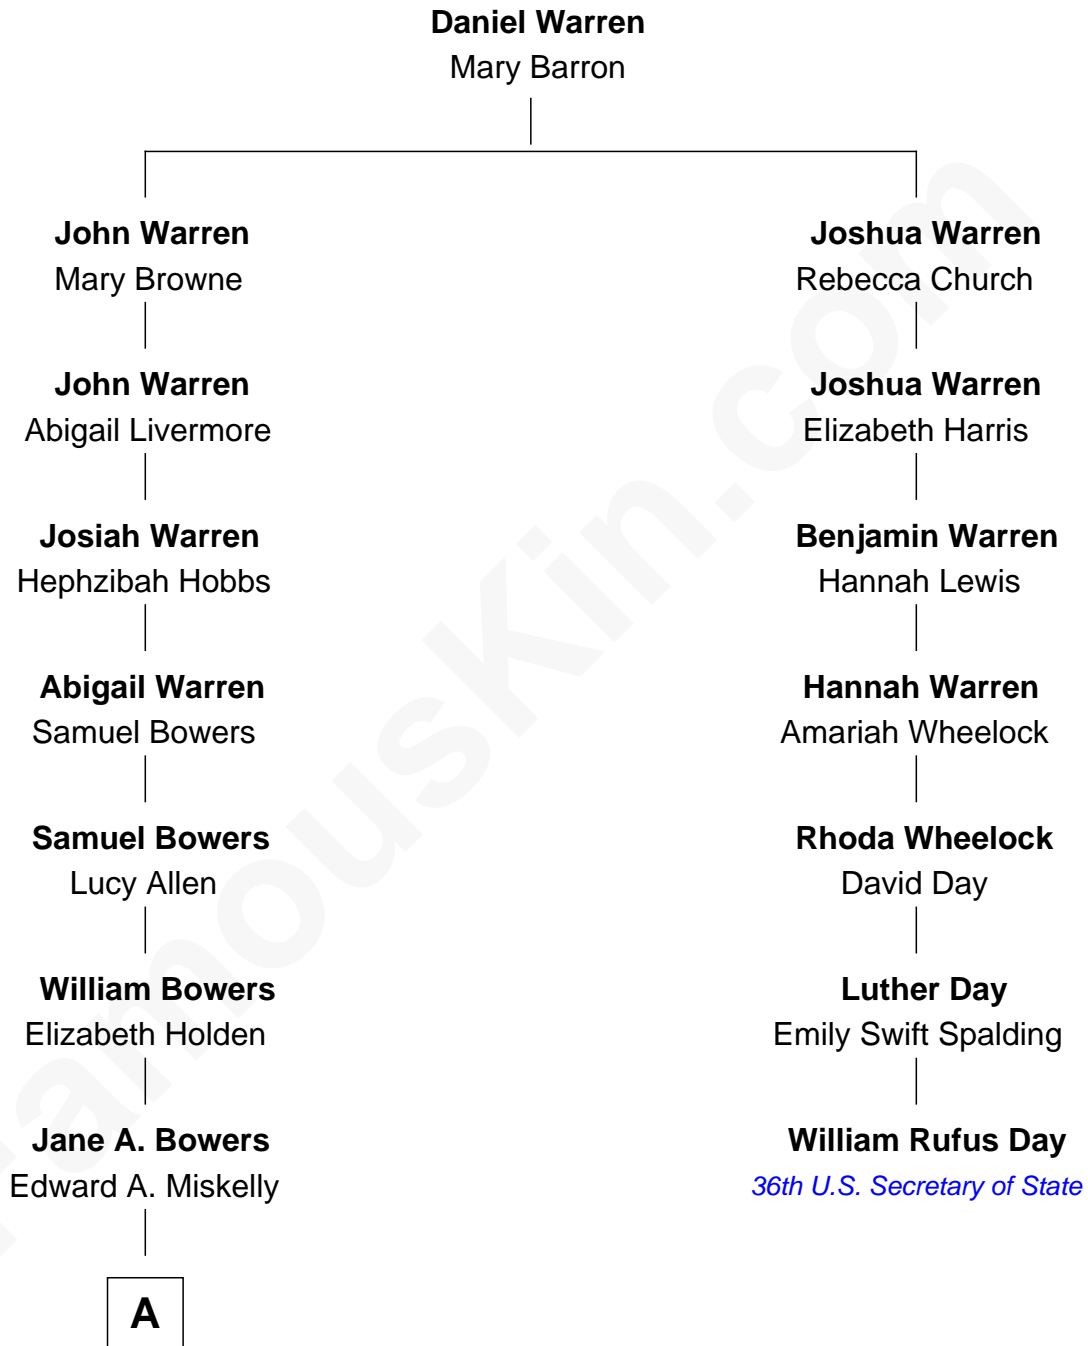 Daniel Warren
Mary Barron
John Warren
Mary Browne
Joshua Warren
Rebecca Church
John Warren
Abigail Livermore
Joshua Warren
Elizabeth Harris
Josiah Warren
Hephzibah Hobbs
Benjamin Warren
Hannah Lewis
Abigail Warren
Samuel Bowers
Hannah Warren
Amariah Wheelock
Samuel Bowers
Lucy Allen
Rhoda Wheelock
David Day
William Bowers
Elizabeth Holden
Luther Day
Emily Swift Spalding
Jane A. Bowers
Edward A. Miskelly
William Rufus Day
36th U.S. Secretary of State
A
FamousKin.com